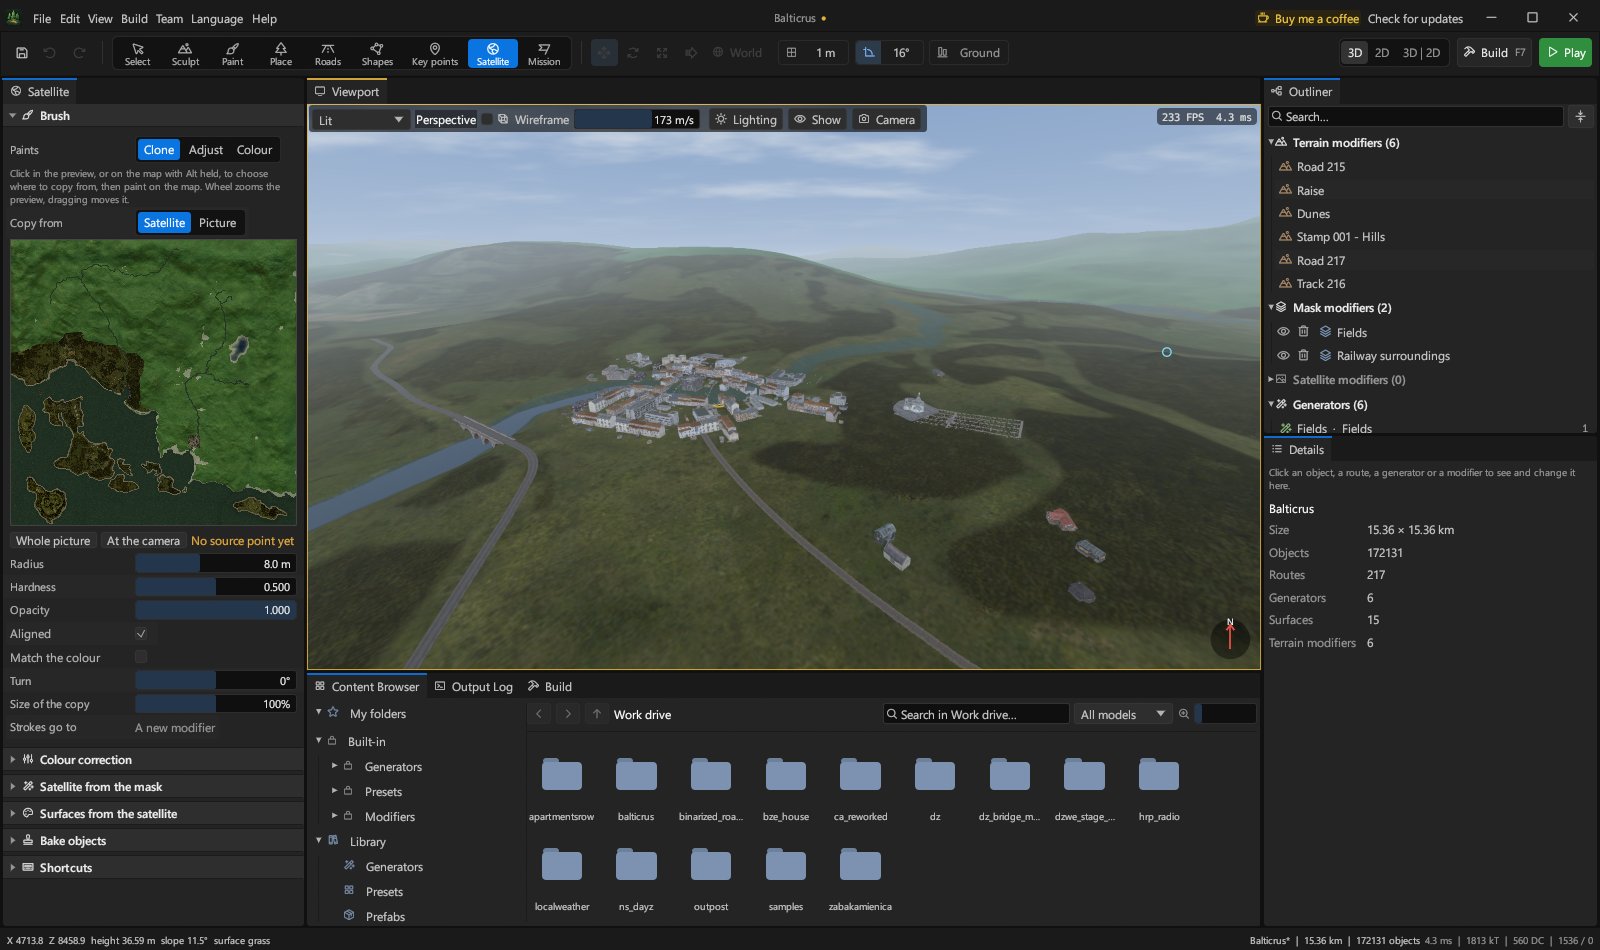 File Edit View Build Team Language Help
Balticrus
Buy me a coffee Check for updates
Select Sculpt Paint Place Roads Shapes Key points Satellite Mission
World 1 m 16° Ground
3D 2D 3D | 2D Build F7 Play
Satellite
Brush
Paints Clone Adjust Colour
Click in the preview, or on the map with Alt held, to choose
where to copy from, then paint on the map. Wheel zooms the
preview, dragging moves it.
Copy from Satellite Picture
Whole picture At the camera No source point yet
Radius 8.0 m
Hardness 0.500
Opacity 1.000
Aligned
Match the colour
Turn 0°
Size of the copy 100%
Strokes go to A new modifier
Colour correction
Satellite from the mask
Surfaces from the satellite
Bake objects
Shortcuts
Viewport
Lit Perspective Wireframe 173 m/s Lighting Show Camera
233 FPS 4.3 ms
N
Content Browser Output Log Build
My folders
Built-in
Generators
Presets
Modifiers
Library
Generators
Presets
Prefabs
Work drive
Search in Work drive... All models
apartmentsrow balticrus binarized_roa... bze_house ca_reworked dz dz_bridge_m... dzwe_stage_... hrp_radio
localweather ns_dayz outpost samples zabakamienica
Outliner
Search...
Terrain modifiers (6)
Road 215
Raise
Dunes
Stamp 001 - Hills
Road 217
Track 216
Mask modifiers (2)
Fields
Railway surroundings
Satellite modifiers (0)
Generators (6)
Fields · Fields 1
Details
Click an object, a route, a generator or a modifier to see and change it
here.
Balticrus
Size 15.36 × 15.36 km
Objects 172131
Routes 217
Generators 6
Surfaces 15
Terrain modifiers 6
X 4713.8 Z 8458.9 height 36.59 m slope 11.5° surface grass
Balticrus* | 15.36 km | 172131 objects 4.3 ms | 1813 kT | 560 DC | 1536 / 0